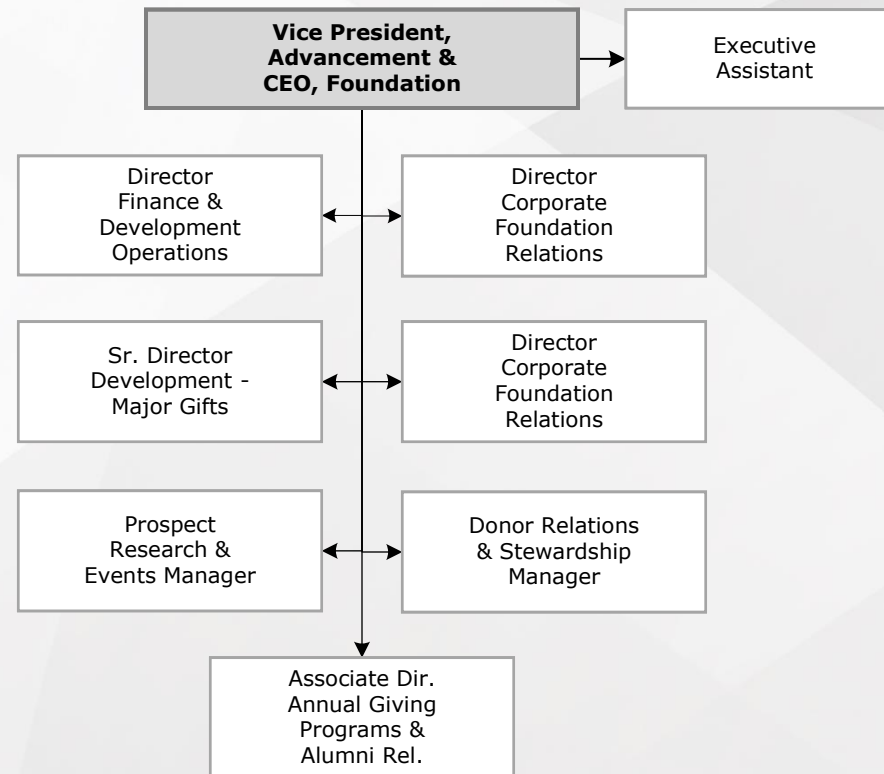 Vice President,
Advancement &
CEO, Foundation
Executive
Assistant
Director
Finance &
Development
Operations
Director
Corporate
Foundation
Relations
Sr. Director
Development -
Major Gifts
Director
Corporate
Foundation
Relations
Prospect
Research &
Events Manager
Donor Relations
& Stewardship
Manager
Associate Dir.
Annual Giving
Programs &
Alumni Rel.